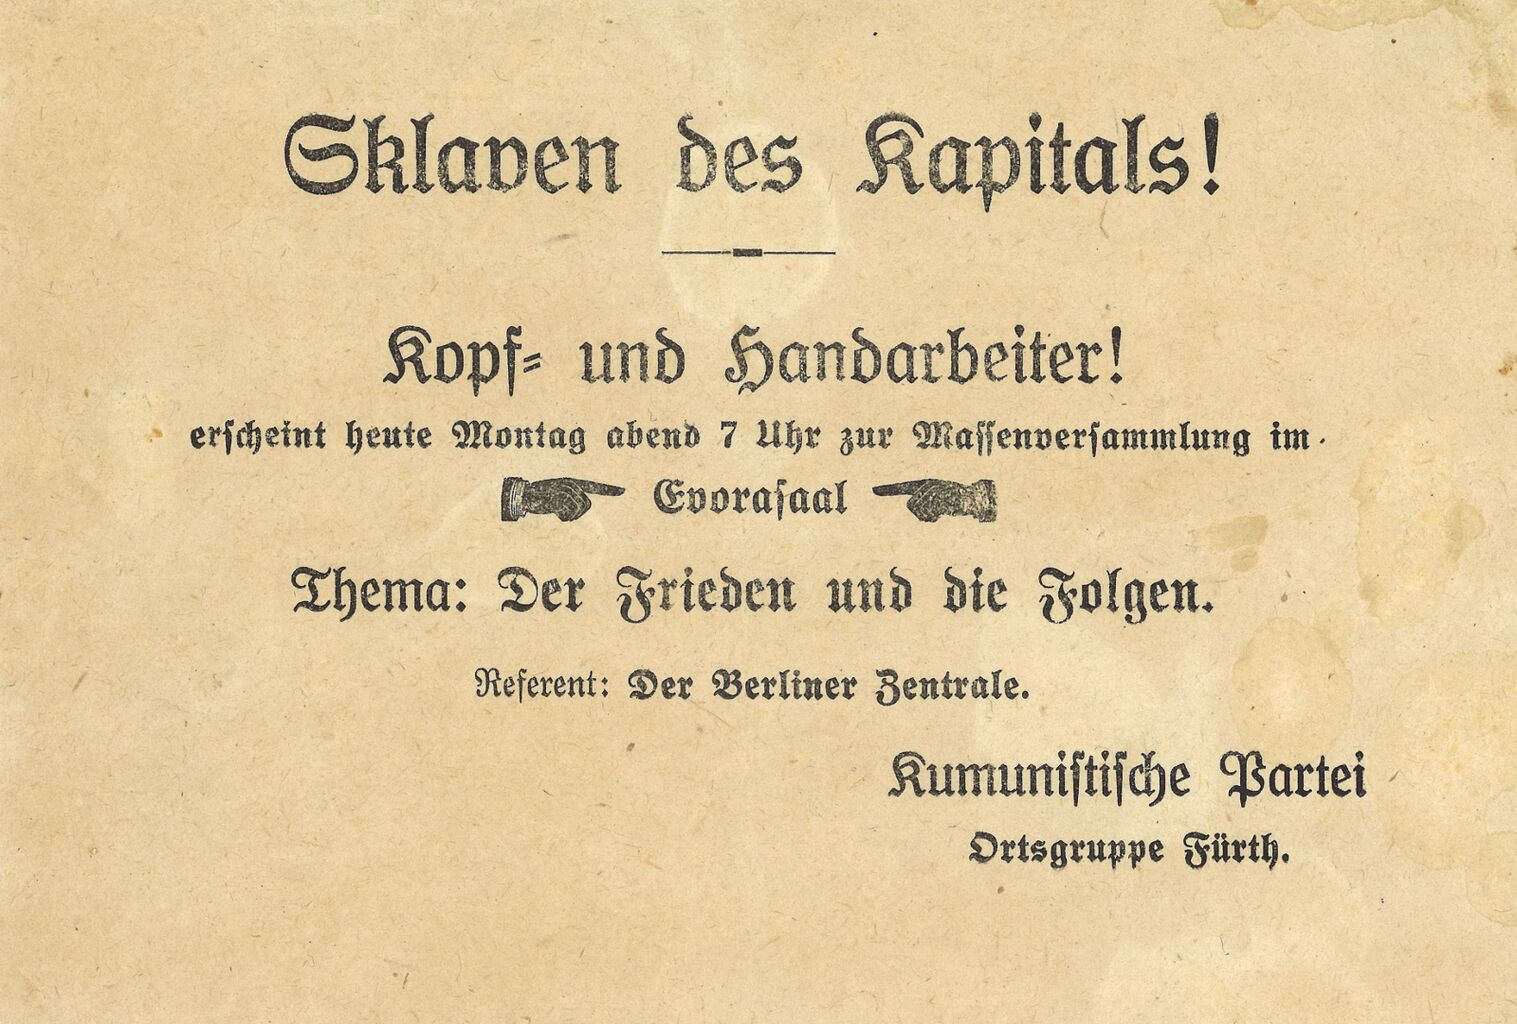 Sklaven des Kapitals!
Kopf= und Handarbeiter!
erscheint heute Montag abend 7 Uhr zur Massenversammlung im
Evorasaal
Thema: Der Frieden und die Folgen.
Referent: Der Berliner Zentrale.
Kumunistische Partei
Ortsgruppe Fürth.